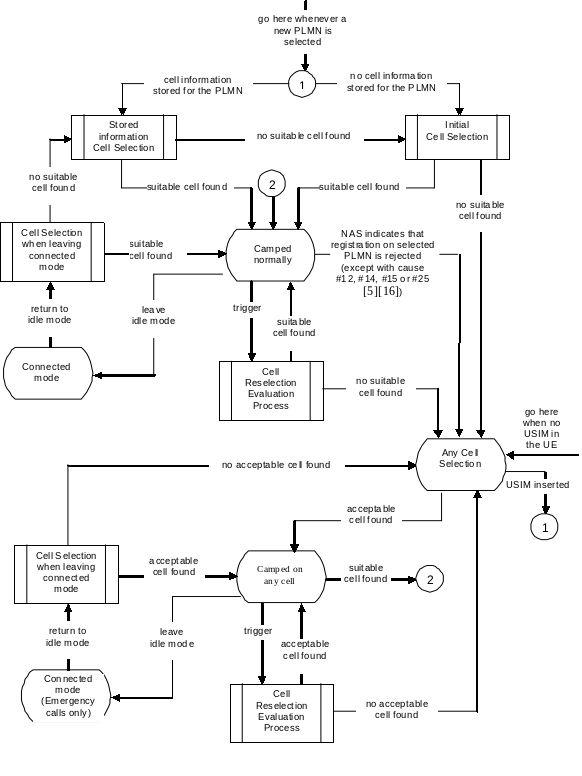 go here whenever a
new PLMN is
selected
cell information
stored for the PLMN
1
no cell information
stored for the PLMN
Stored
information
Cell Selection
no suitable cell found
Initial
Cell Selection
no suitable
cell found
suitable cell found
2
suitable cell found
no suitable
cell found
Cell Selection
when leaving
connected
mode
suitable
cell found
Camped
normally
NAS indicates that
registration on selected
PLMN is rejected
(except with cause
#12, #14, #15 or #25
[5][16])
return to
idle mode
leave
idle mode
trigger
suitable
cell found
Connected
mode
Cell
Reselection
Evaluation
Process
no suitable
cell found
go here
when no
USIM in
the UE
Any Cell
Selection
no acceptable cell found
USIM inserted
1
acceptable
cell found
Cell Selection
when leaving
connected
mode
acceptable
cell found
Camped on
any cell
suitable
cell found
2
return to
idle mode
leave
idle mode
trigger
acceptable
cell found
Connected
mode
(Emergency
calls only)
Cell
Reselection
Evaluation
Process
no acceptable
cell found